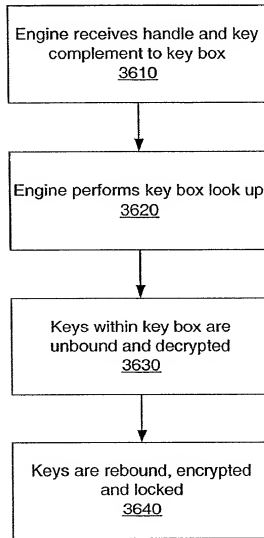 Engine receives handle and key
complement to key box
3610
Engine performs key box look up
3620
Keys within key box are
unbound and decrypted
3630
Keys are rebound, encrypted
and locked
3640